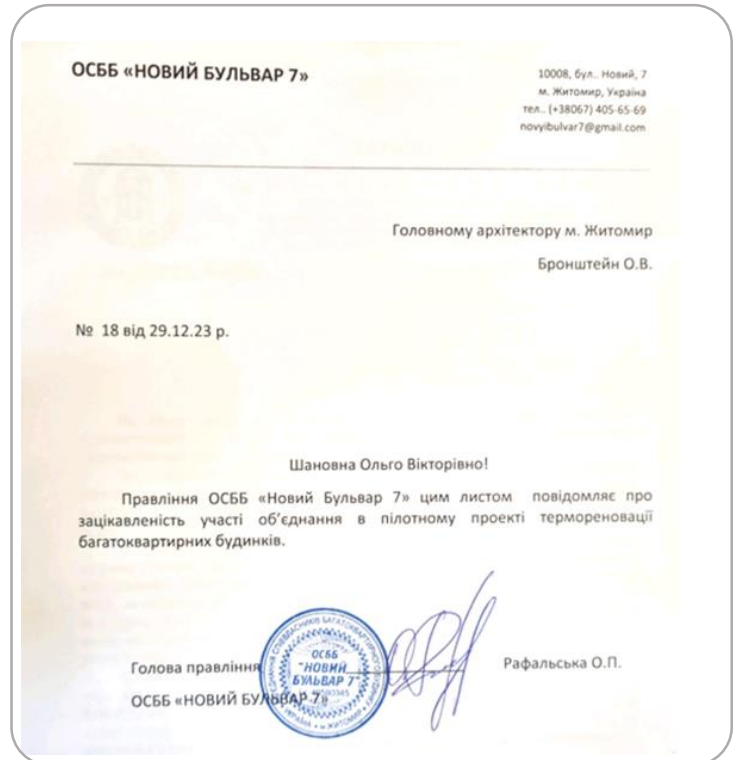 ОСББ «НОВИЙ БУЛЬВАР 7»
10008, бул.. Новий, 7
м. Житомир, Україна
тел.. (+38067) 405-65-69
novyibulvar7@gmail.com
Головному архітектору м. Житомир
Бронштейн О.В.
№ 18 від 29.12.23 р.
Шановна Ольго Вікторівно!
Правління ОСББ «Новий Бульвар 7» цим листом повідомляє про
зацікавленість участі об’єднання в пілотному проекті термореновації
багатоквартирних будинків.
Голова правління
ОСББ «НОВИЙ БУЛЬВАР 7»
Рафальська О.П.
ОСББ
"НОВИЙ
БУЛЬВАР 7"